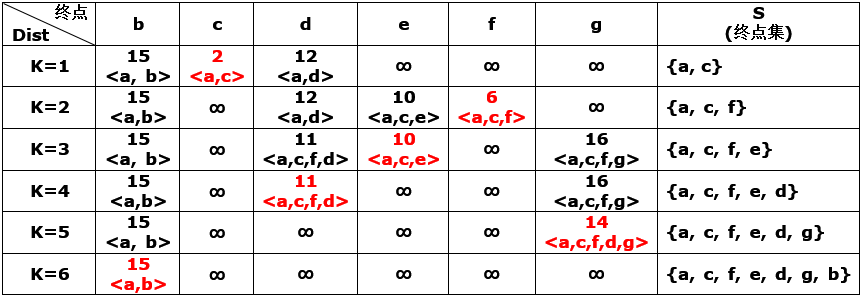 终点
Dist
b c d e f g S
(终点集)
K=1 15 2 12 ∞ ∞ ∞ {a, c}
<a, b> <a,c> <a,d>
K=2 15 ∞ 12 10 6 ∞ {a, c, f}
<a,b> <a,d> <a,c,e> <a,c,f>
K=3 15 ∞ 11 10 ∞ 16 {a, c, f, e}
<a, b> <a,c,f,d> <a,c,e> <a,c,f,g>
K=4 15 ∞ 11 ∞ ∞ 16 {a, c, f, e, d}
<a,b> <a,c,f,d> <a,c,f,g>
K=5 15 ∞ ∞ ∞ ∞ 14 {a, c, f, e, d, g}
<a, b> <a,c,f,d,g>
K=6 15 ∞ ∞ ∞ ∞ ∞ {a, c, f, e, d, g, b}
<a,b>